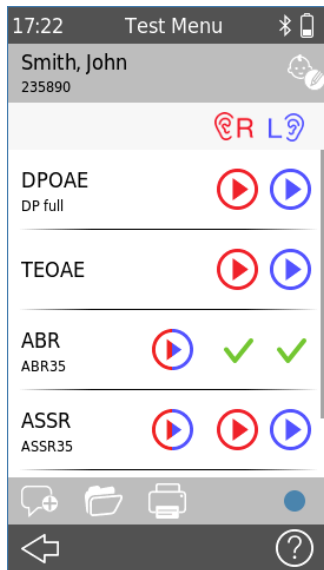 17:22 Test Menu
Smith, John
235890
R L
DPOAE
DP full
TEOAE
ABR
ABR35
ASSR
ASSR35
?